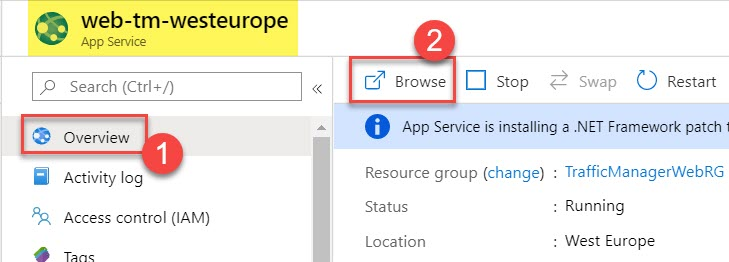 web-tm-westeurope
App Service
Search (Ctrl+/)
«
Overview
1
Activity log
Access control (IAM)
Tags
2
Browse
Stop
Swap
Restart
App Service is installing a .NET Framework patch t
Resource group (change) : TrafficManagerWebRG
Status : Running
Location : West Europe